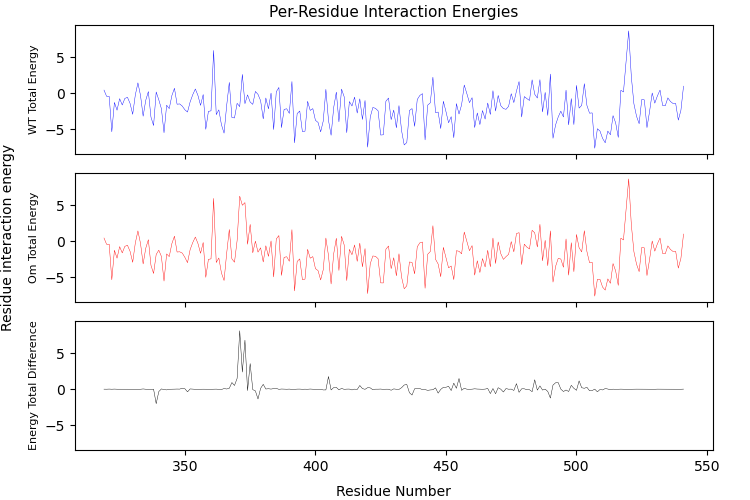 Per-Residue Interaction Energies
Residue interaction energy
WT Total Energy
5
0
−5
Om Total Energy
5
0
−5
Energy Total Difference
5
0
−5
350 400 450 500 550
Residue Number